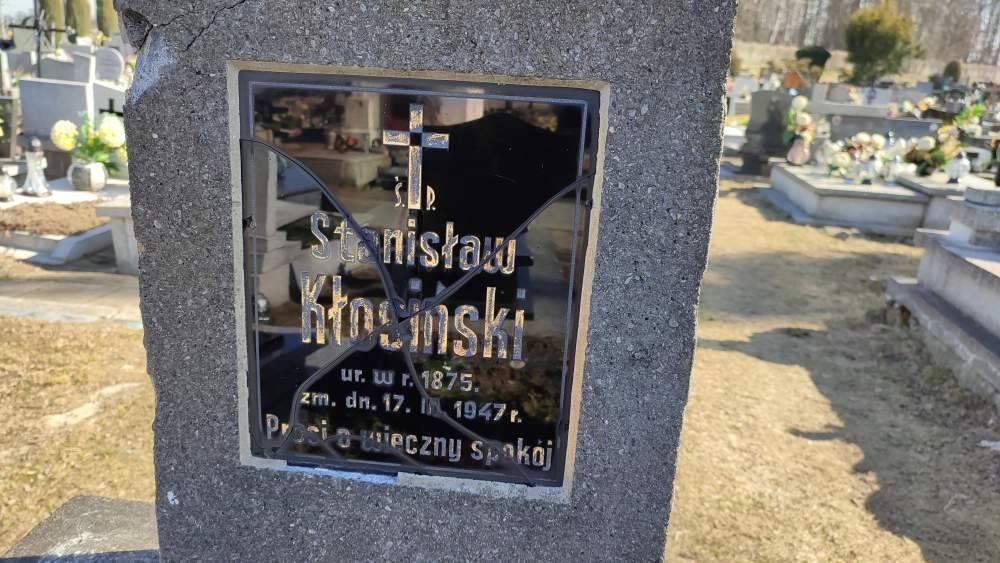 Ś. P.
Stanisław
Kłosiński
ur. w r. 1875.
zm. dn. 17. III. 1947 r.
Prosi o wieczny spokój